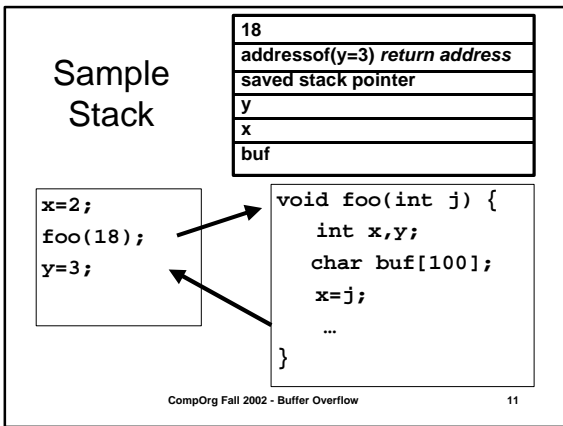 Sample
Stack
18
addressof(y=3) return address
saved stack pointer
y
x
buf
x=2;
foo(18);
y=3;
void foo(int j) {
int x,y;
char buf[100];
x=j;
…
}
CompOrg Fall 2002 - Buffer Overflow
11